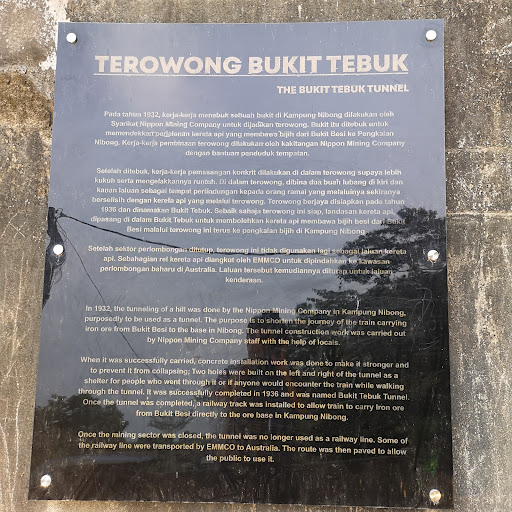 TEROWONG BUKIT TEBUK
THE BUKIT TEBUK TUNNEL
Pada tahun 1932, kerja-kerja menebuk sebuah bukit di Kampung Nibong dilakukan oleh
Syarikat Nippon Mining Company untuk dijadikan terowong. Bukit itu ditebuk untuk
memendekkan perjalanan kereta api yang membawa bijih dari Bukit Besi ke Pengkalan
Nibong. Kerja-kerja pembinaan terowong dilakukan oleh kakitangan Nippon Mining Company
dengan bantuan penduduk tempatan.
Setelah ditebuk, kerja-kerja pemasangan konkrit dilakukan di dalam terowong supaya lebih
kukuh serta mengelakkannya runtuh. Di dalam terowong, dibina dua buah lubang di kiri dan
kanan laluan sebagai tempat perlindungan kepada orang ramai yang melaluinya sekiranya
berselisih dengan kereta api yang melalui terowong. Terowong berjaya disiapkan pada tahun
1936 dan dinamakan Bukit Tebuk. Sebaik sahaja terowong ini siap, landasan kereta api
dipasang di dalam Bukit Tebuk untuk membolehkan kereta api membawa bijih besi dari Bukit
Besi melalui terowong ini terus ke pengkalan bijih di Kampung Nibong.
Setelah sektor perlombongan ditutup, terowong ini tidak digunakan lagi sebagai laluan kereta
api. Sebahagian rel kereta api diangkut oleh EMMCO untuk dipindahkan ke kawasan
perlombongan baharu di Australia. Laluan tersebut kemudiannya diturap untuk laluan
kenderaan.
In 1932, the tunneling of a hill was done by the Nippon Mining Company in Kampung Nibong,
purposedly to be used as a tunnel. The purpose is to shorten the journey of the train carrying
iron ore from Bukit Besi to the base in Nibong. The tunnel construction work was carried out
by Nippon Mining Company staff with the help of locals.
When it was successfully carried, concrete installation work was done to make it stronger and
to prevent it from collapsing; Two holes were built on the left and right of the tunnel as a
shelter for people who went through it or if anyone would encounter the train while walking
through the tunnel. It was successfully completed in 1936 and was named Bukit Tebuk Tunnel.
Once the tunnel was completed, a railway track was installed to allow train to carry iron ore
from Bukit Besi directly to the ore base in Kampung Nibong.
Once the mining sector was closed, the tunnel was no longer used as a railway line. Some of
the railway line were transported by EMMCO to Australia. The route was then paved to allow
the public to use it.